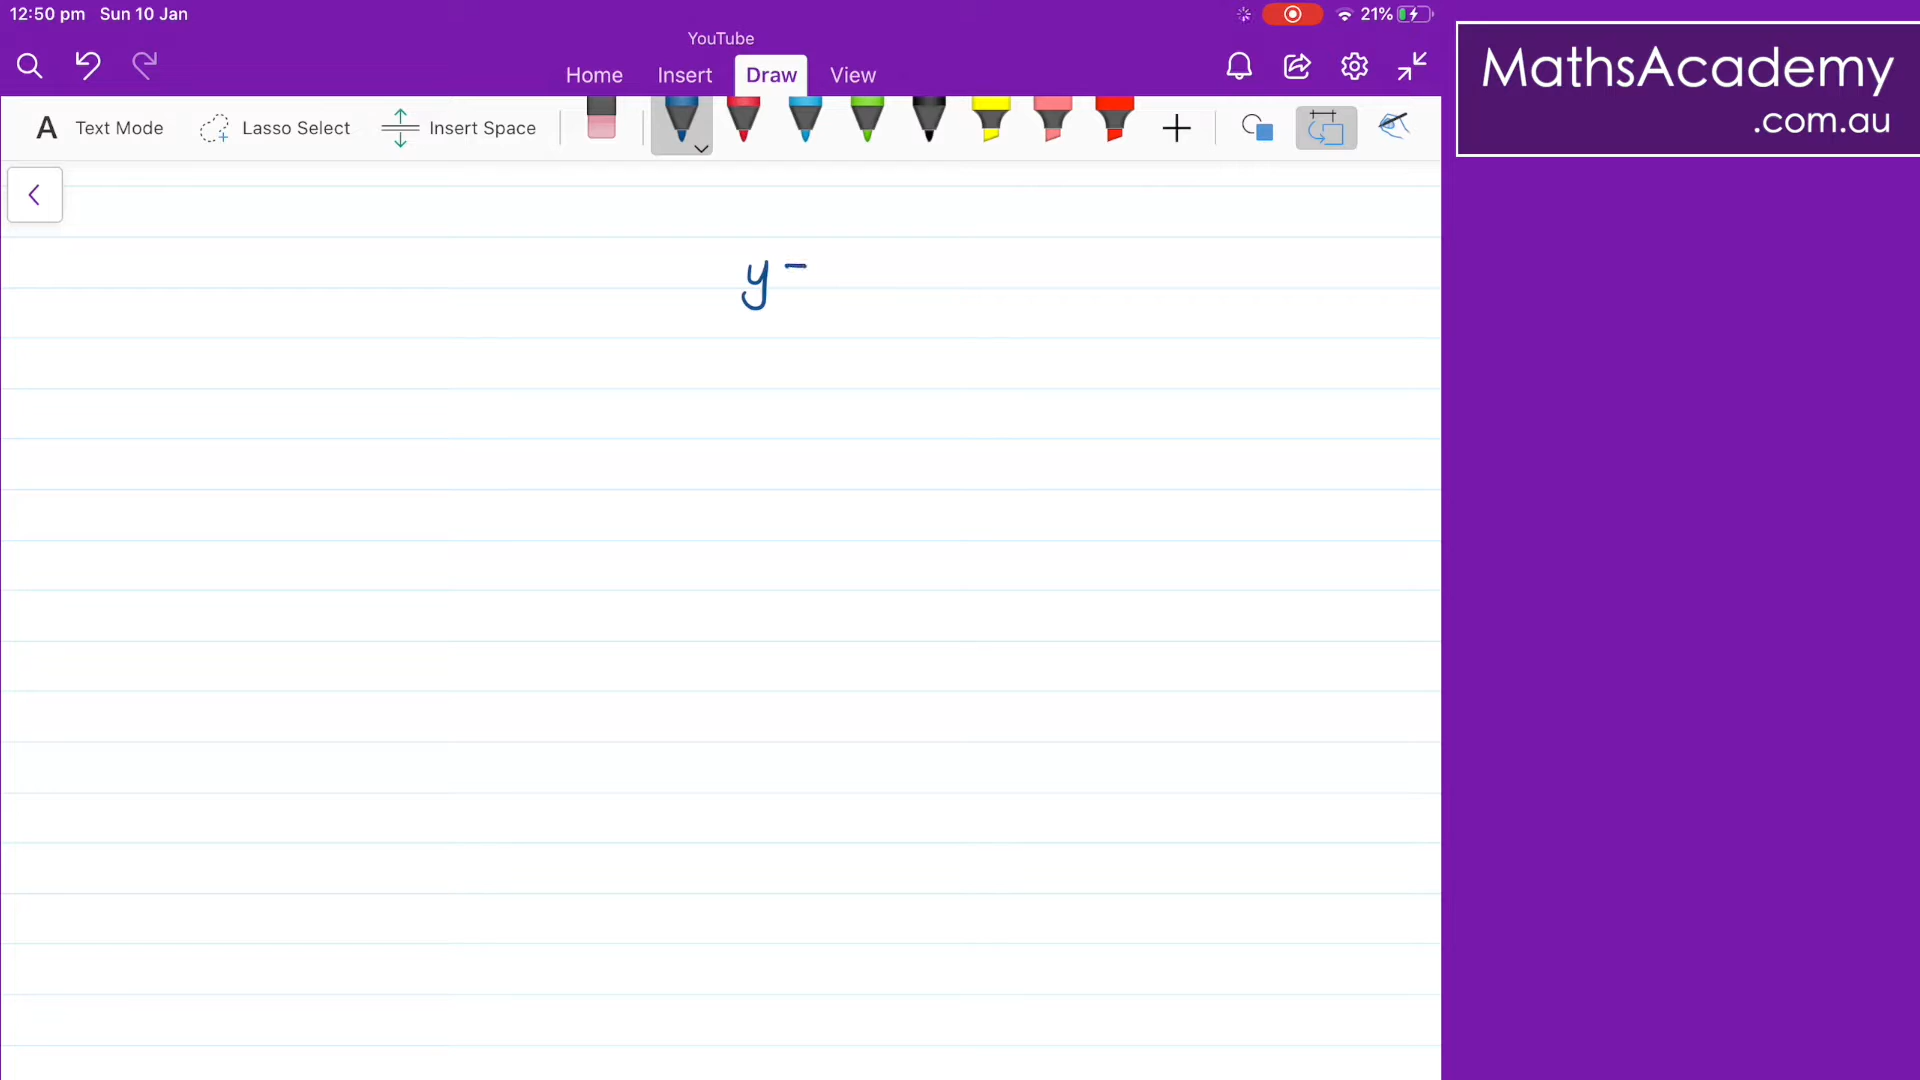 12:50 pm Sun 10 Jan
21%
YouTube
Home Insert Draw View
MathsAcademy
.com.au
A Text Mode Lasso Select Insert Space
y -